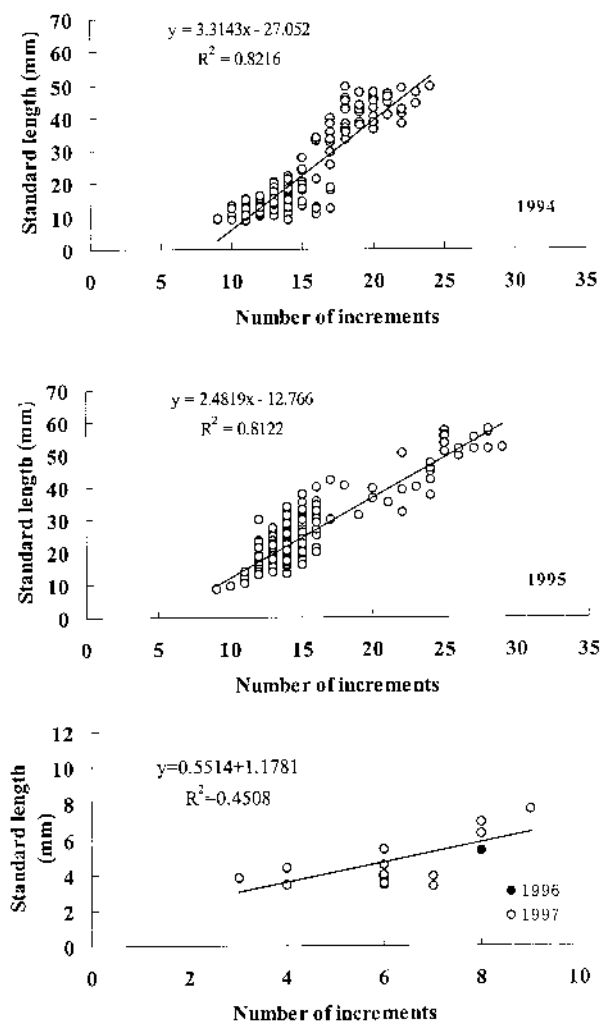 y = 3.3143x - 27.052
R² = 0.8216
Standard length (mm)
70
60
50
40
30
20
10
0
1994
0 5 10 15 20 25 30 35
Number of increments
y = 2.4819x - 12.766
R² = 0.8122
Standard length (mm)
70
60
50
40
30
20
10
0
1995
0 5 10 15 20 25 30 35
Number of increments
y=0.5514+1.1781
R²=0.4508
Standard length
(mm)
12
10
8
6
4
2
0
1996
1997
0 2 4 6 8 10
Number of increments